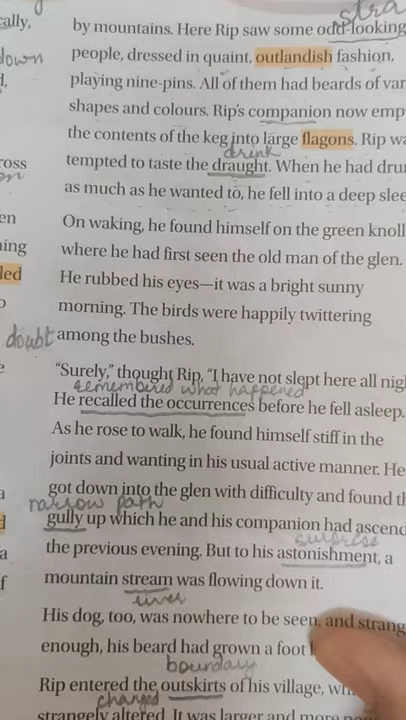 stra
cally,
by mountains. Here Rip saw some odd-looking
down
people, dressed in quaint, outlandish fashion,
playing nine-pins. All of them had beards of var
shapes and colours. Rip's companion now emp
the contents of the keg into large flagons. Rip wa
drink
ross
tempted to taste the draught. When he had drun
as much as he wanted to, he fell into a deep slee
en
On waking, he found himself on the green knoll
ning
where he had first seen the old man of the glen.
led
He rubbed his eyes—it was a bright sunny
morning. The birds were happily twittering
doubt
among the bushes.
"Surely," thought Rip, "I have not slept here all nigh
remembered what happened
He recalled the occurrences before he fell asleep.
As he rose to walk, he found himself stiff in the
joints and wanting in his usual active manner. He
got down into the glen with difficulty and found th
narrow path
gully up which he and his companion had ascend
surprise
the previous evening. But to his astonishment, a
mountain stream was flowing down it.
river
His dog, too, was nowhere to be seen, and strang
enough, his beard had grown a foot
boundary
Rip entered the outskirts of his village, wh
changed
strangely altered. It was larger and more